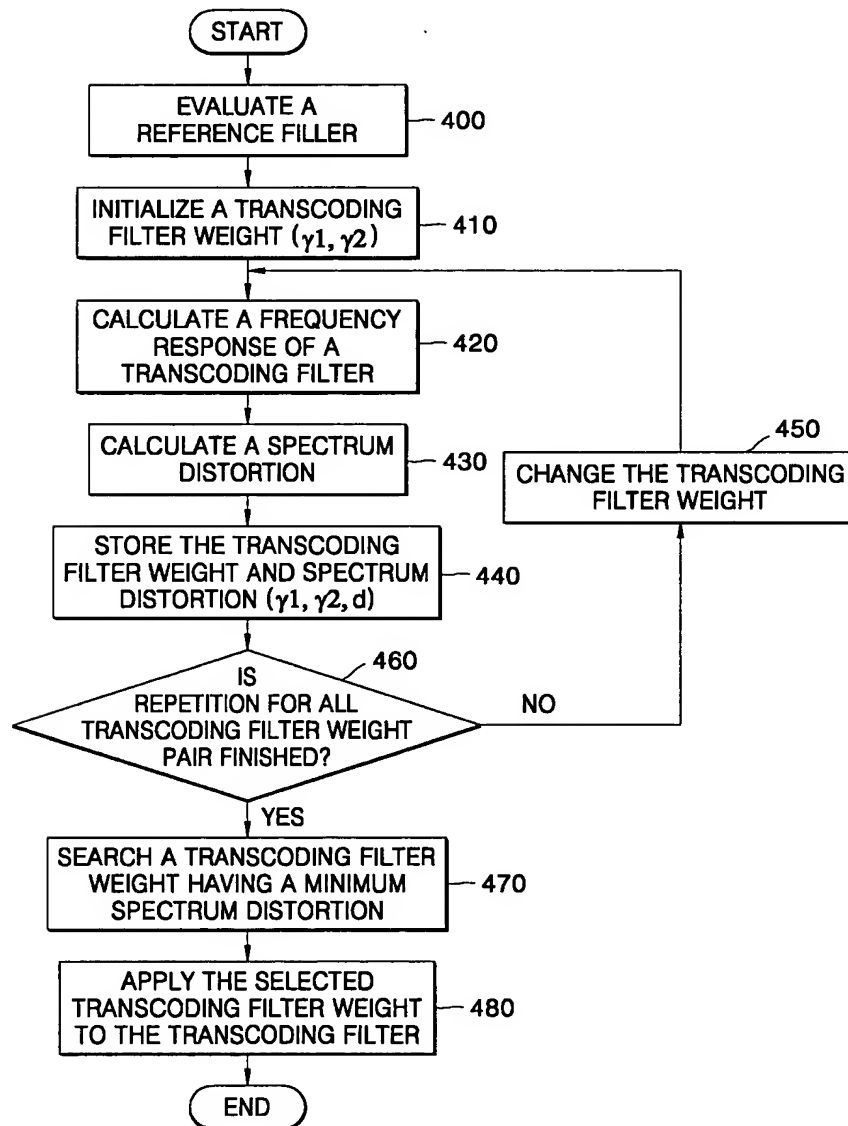 START
EVALUATE A
REFERENCE FILLER
400
INITIALIZE A TRANSCODING
FILTER WEIGHT (γ1, γ2)
410
CALCULATE A FREQUENCY
RESPONSE OF A
TRANSCODING FILTER
420
CALCULATE A SPECTRUM
DISTORTION
430
450
CHANGE THE TRANSCODING
FILTER WEIGHT
STORE THE TRANSCODING
FILTER WEIGHT AND SPECTRUM
DISTORTION (γ1, γ2, d)
440
460
IS
REPETITION FOR ALL
TRANSCODING FILTER WEIGHT
PAIR FINISHED?
NO
YES
SEARCH A TRANSCODING FILTER
WEIGHT HAVING A MINIMUM
SPECTRUM DISTORTION
470
APPLY THE SELECTED
TRANSCODING FILTER WEIGHT
TO THE TRANSCODING FILTER
480
END